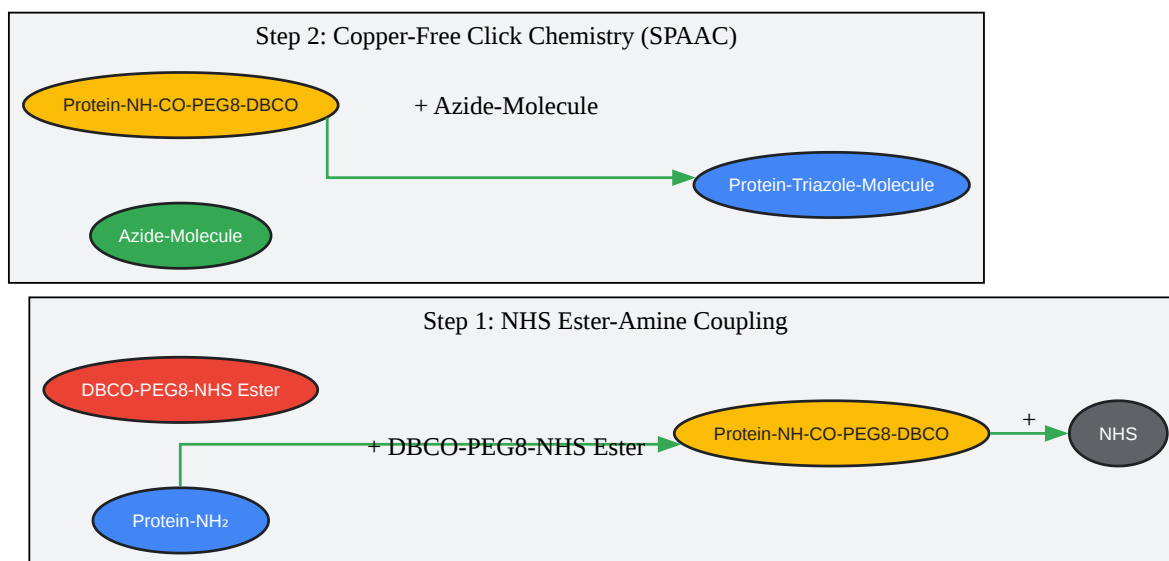 Step 2: Copper-Free Click Chemistry (SPAAC)
Protein-NH-CO-PEG8-DBCO
+ Azide-Molecule
Protein-Triazole-Molecule
Azide-Molecule
Step 1: NHS Ester-Amine Coupling
DBCO-PEG8-NHS Ester
+ DBCO-PEG8-NHS Ester
Protein-NH-CO-PEG8-DBCO
+
NHS
Protein-NH₂